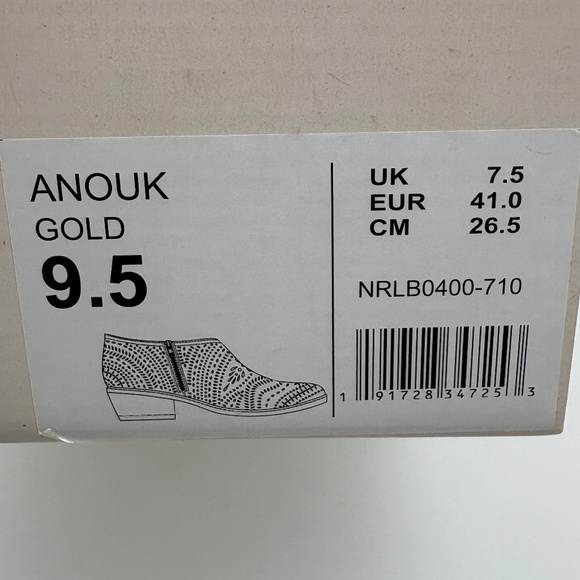 ANOUK
GOLD
9.5
UK 7.5
EUR 41.0
CM 26.5
NRLB0400-710
1 91728 34725 3